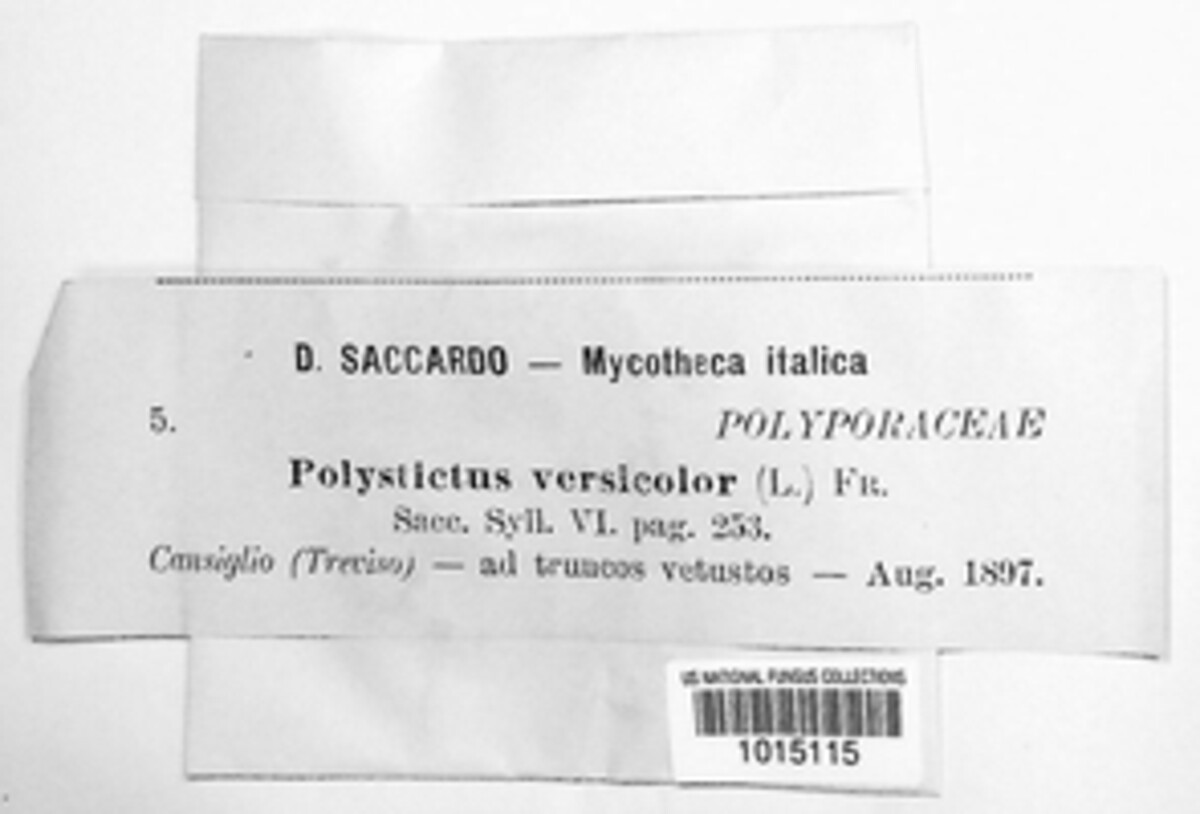 D. SACCARDO — Mycotheca italica
5. POLYPORACEAE
Polystictus versicolor (L.) Fr.
Sacc. Syll. VI. pag. 253.
Cansiglio (Treviso) — ad truncos vetustos — Aug. 1897.
US NATIONAL FUNGUS COLLECTIONS
1015115